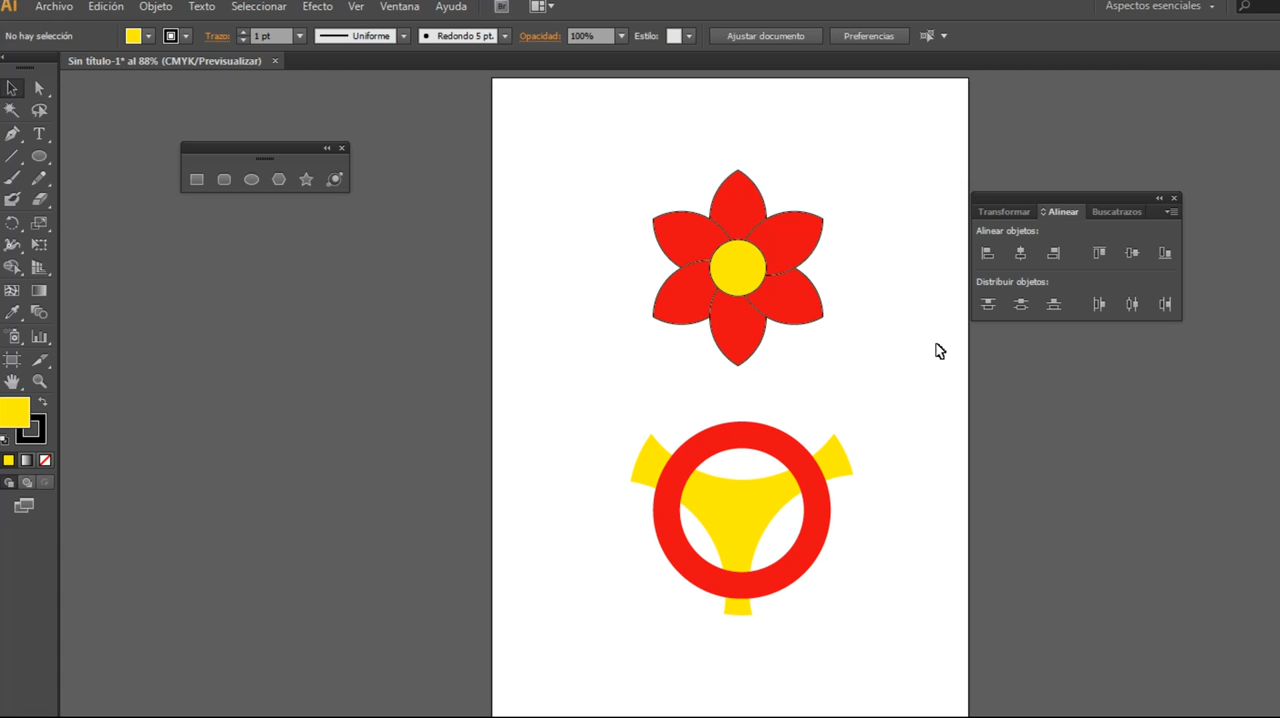 Ai Archivo Edición Objeto Texto Seleccionar Efecto Ver Ventana Ayuda Br Aspectos esenciales
No hay selección Trazo: 1 pt Uniforme Redondo 5 pt. Opacidad: 100% Estilo: Ajustar documento Preferencias
Sin título-1* al 88% (CMYK/Previsualizar)
Transformar Alinear Buscatrazos
Alinear objetos:
Distribuir objetos:
T